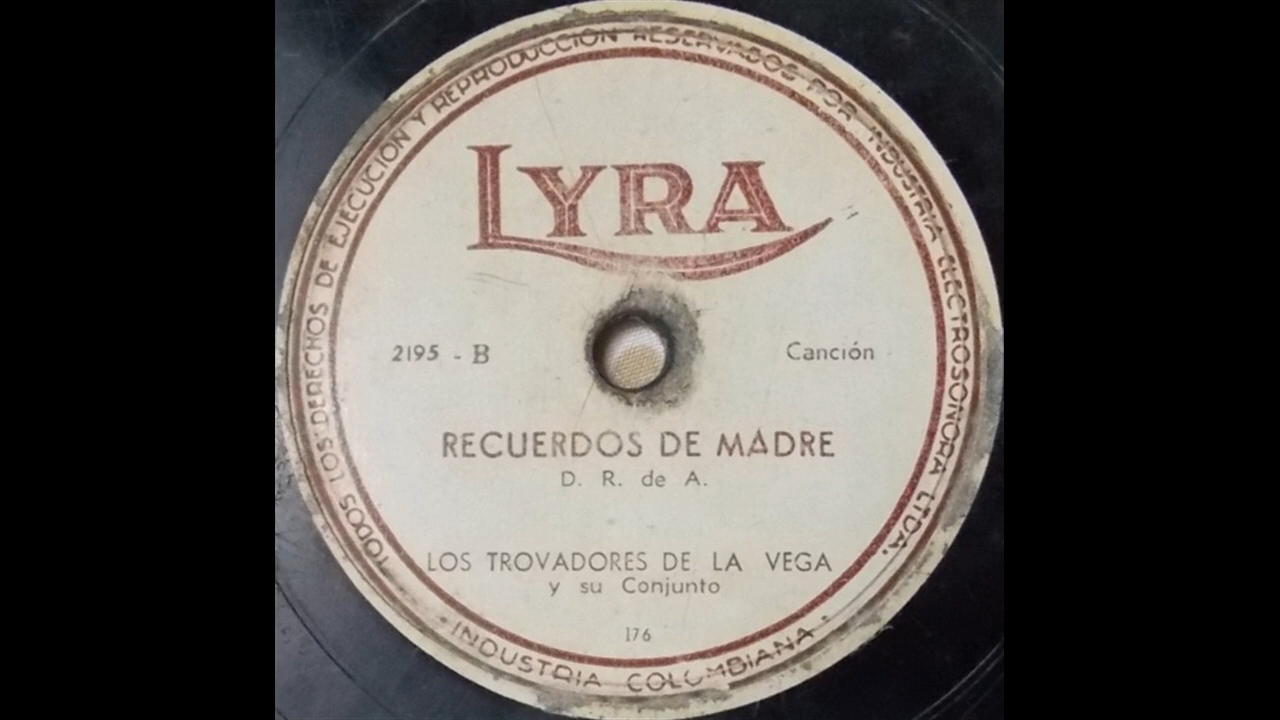 TODOS LOS DERECHOS DE EJECUCION Y REPRODUCCION RESERVADOS POR INDUSTRIA ELECTROSONORA LTDA.
LYRA
2195 - B
Canción
RECUERDOS DE MADRE
D. R. de A.
LOS TROVADORES DE LA VEGA
y su Conjunto
176
· INDUSTRIA COLOMBIANA ·